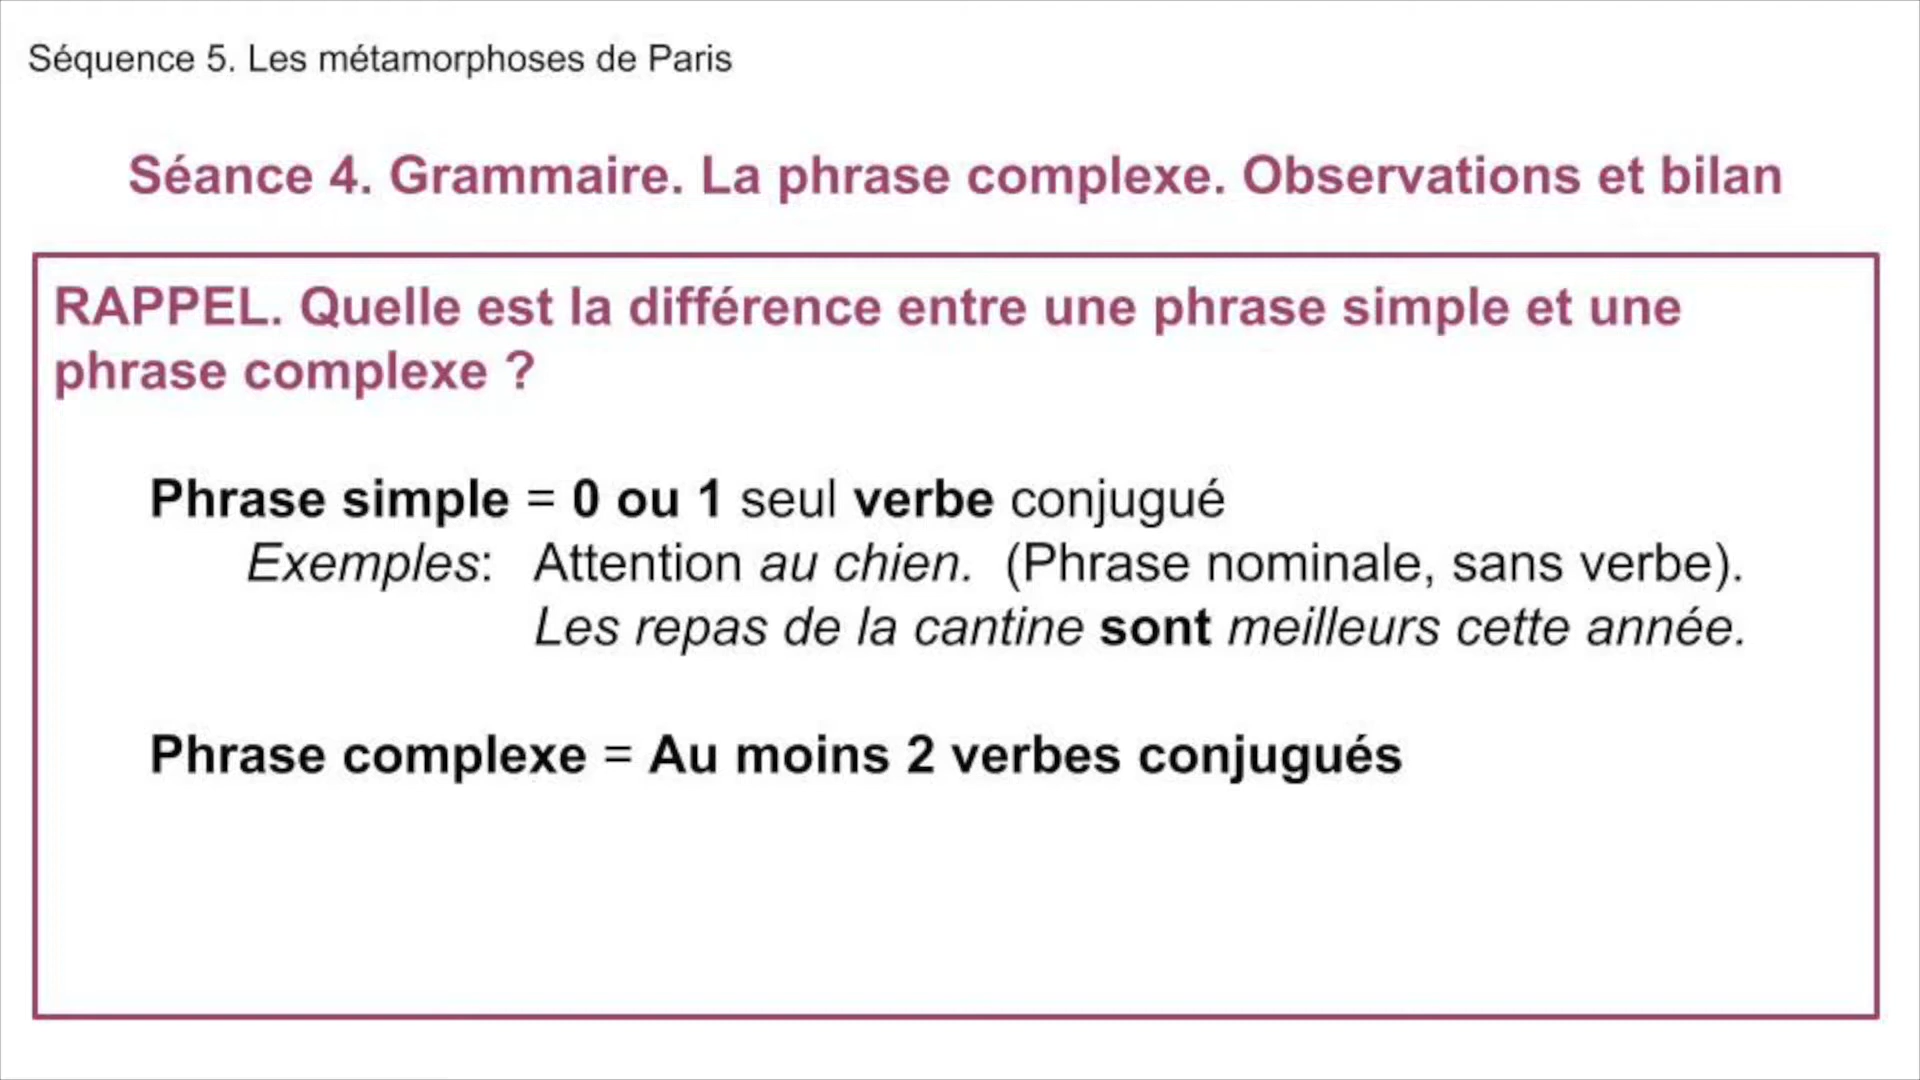 Séquence 5. Les métamorphoses de Paris
Séance 4. Grammaire. La phrase complexe. Observations et bilan
RAPPEL. Quelle est la différence entre une phrase simple et une
phrase complexe ?
Phrase simple = 0 ou 1 seul verbe conjugué
Exemples: Attention au chien. (Phrase nominale, sans verbe).
Les repas de la cantine sont meilleurs cette année.
Phrase complexe = Au moins 2 verbes conjugués